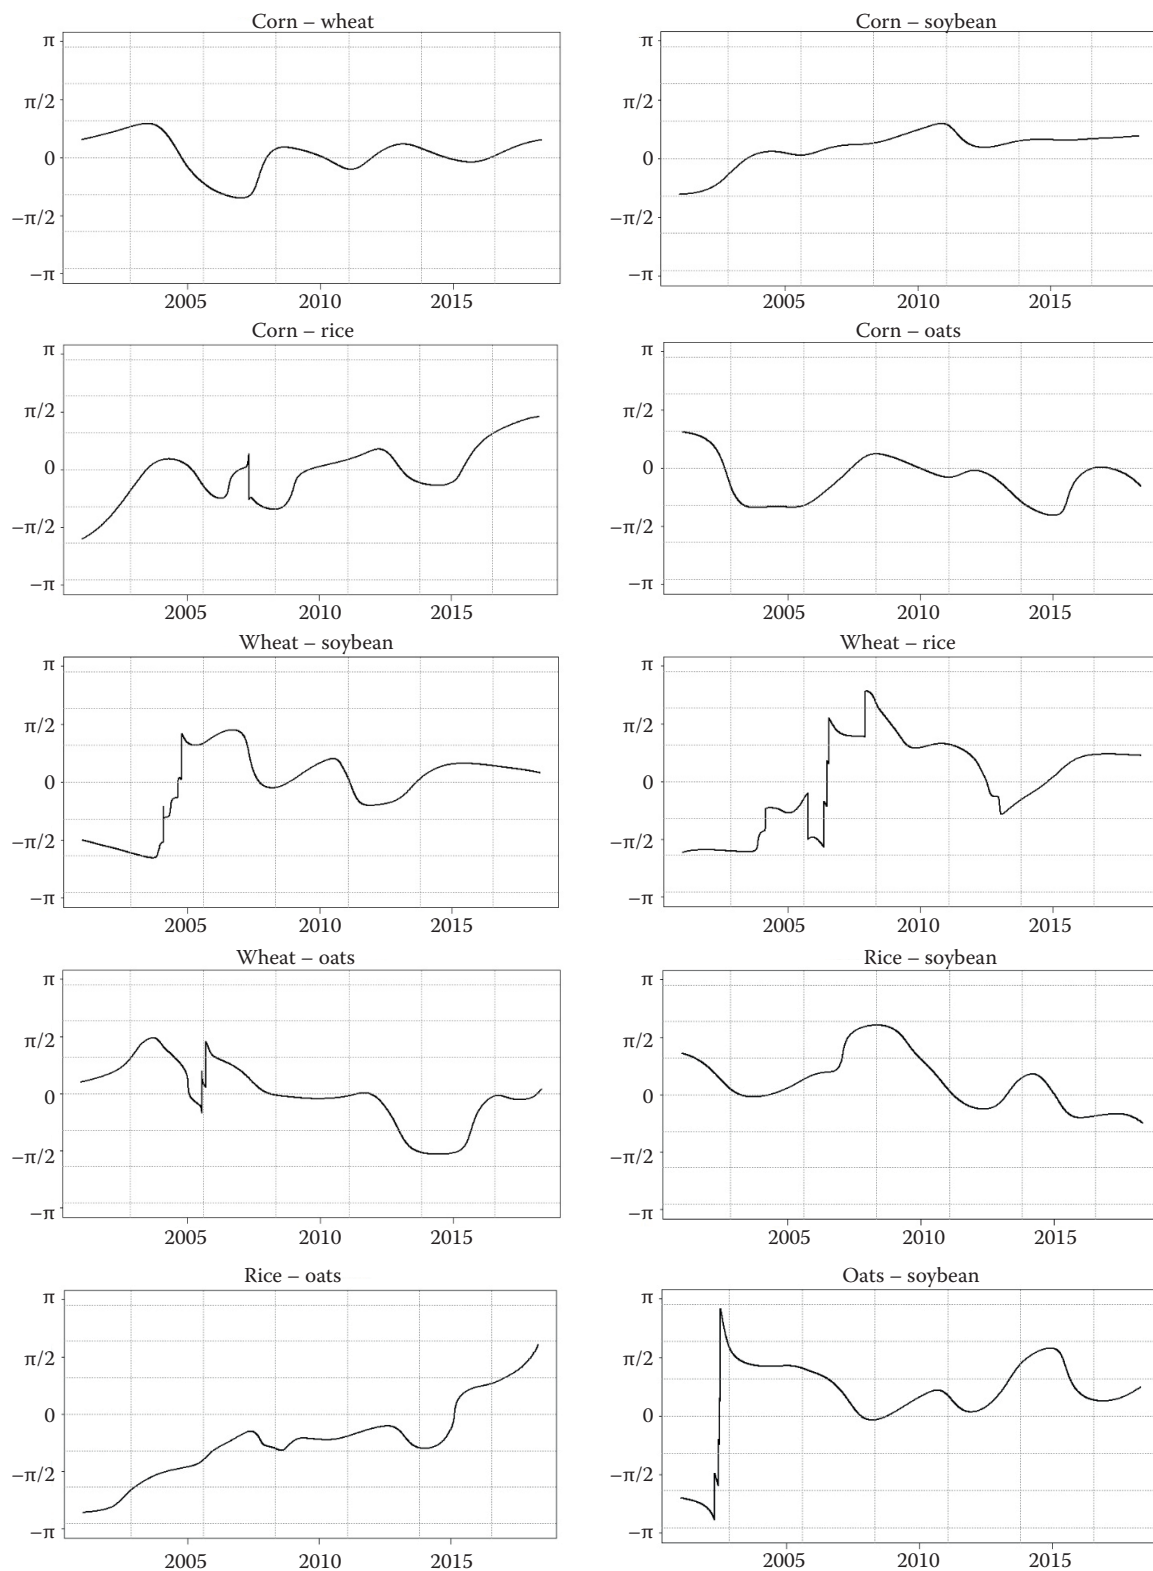 Corn – wheat
π
π/2
0
−π/2
−π
2005 2010 2015
Corn – soybean
π
π/2
0
−π/2
−π
2005 2010 2015
Corn – rice
π
π/2
0
−π/2
−π
2005 2010 2015
Corn – oats
π
π/2
0
−π/2
−π
2005 2010 2015
Wheat – soybean
π
π/2
0
−π/2
−π
2005 2010 2015
Wheat – rice
π
π/2
0
−π/2
−π
2005 2010 2015
Wheat – oats
π
π/2
0
−π/2
−π
2005 2010 2015
Rice – soybean
π
π/2
0
−π/2
−π
2005 2010 2015
Rice – oats
π
π/2
0
−π/2
−π
2005 2010 2015
Oats – soybean
π
π/2
0
−π/2
−π
2005 2010 2015